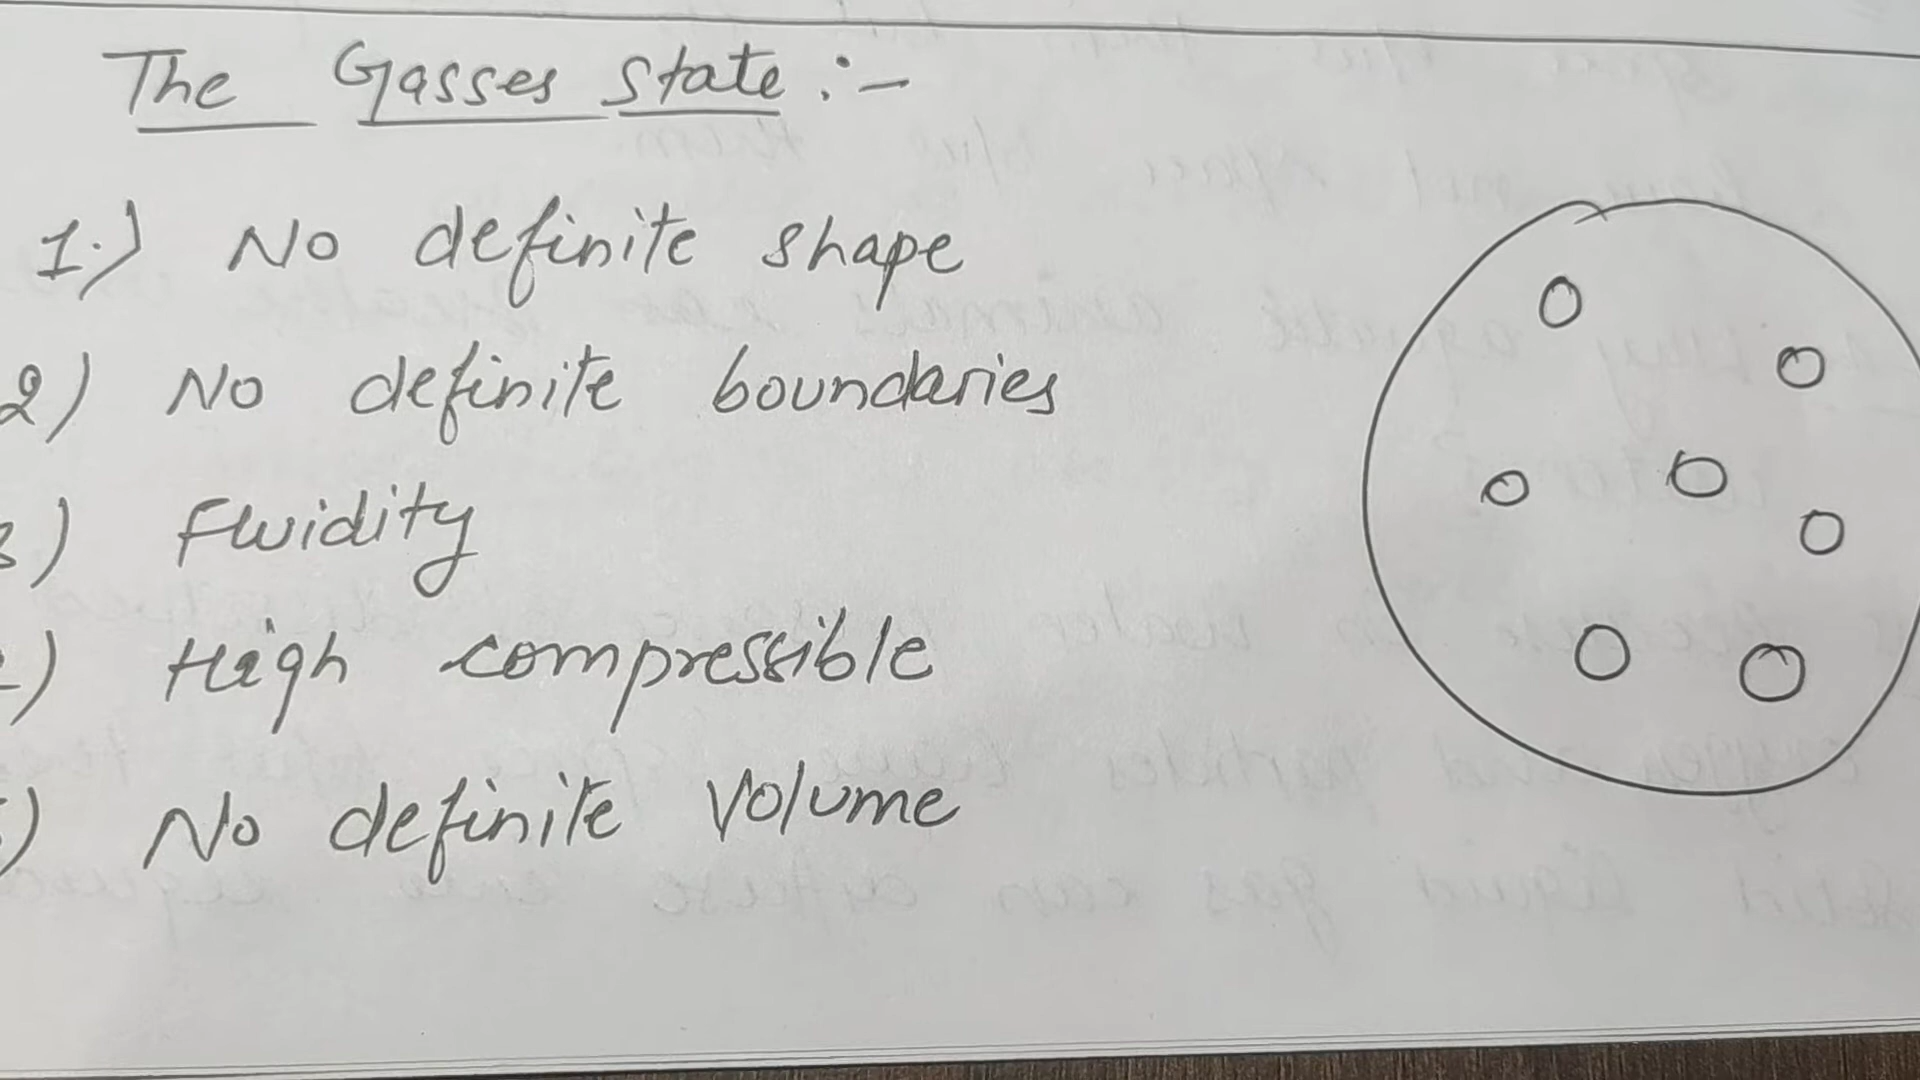 The Gasses state :-
1.) No definite shape
2) No definite boundaries
3) Fluidity
) High compressible
) No definite Volume